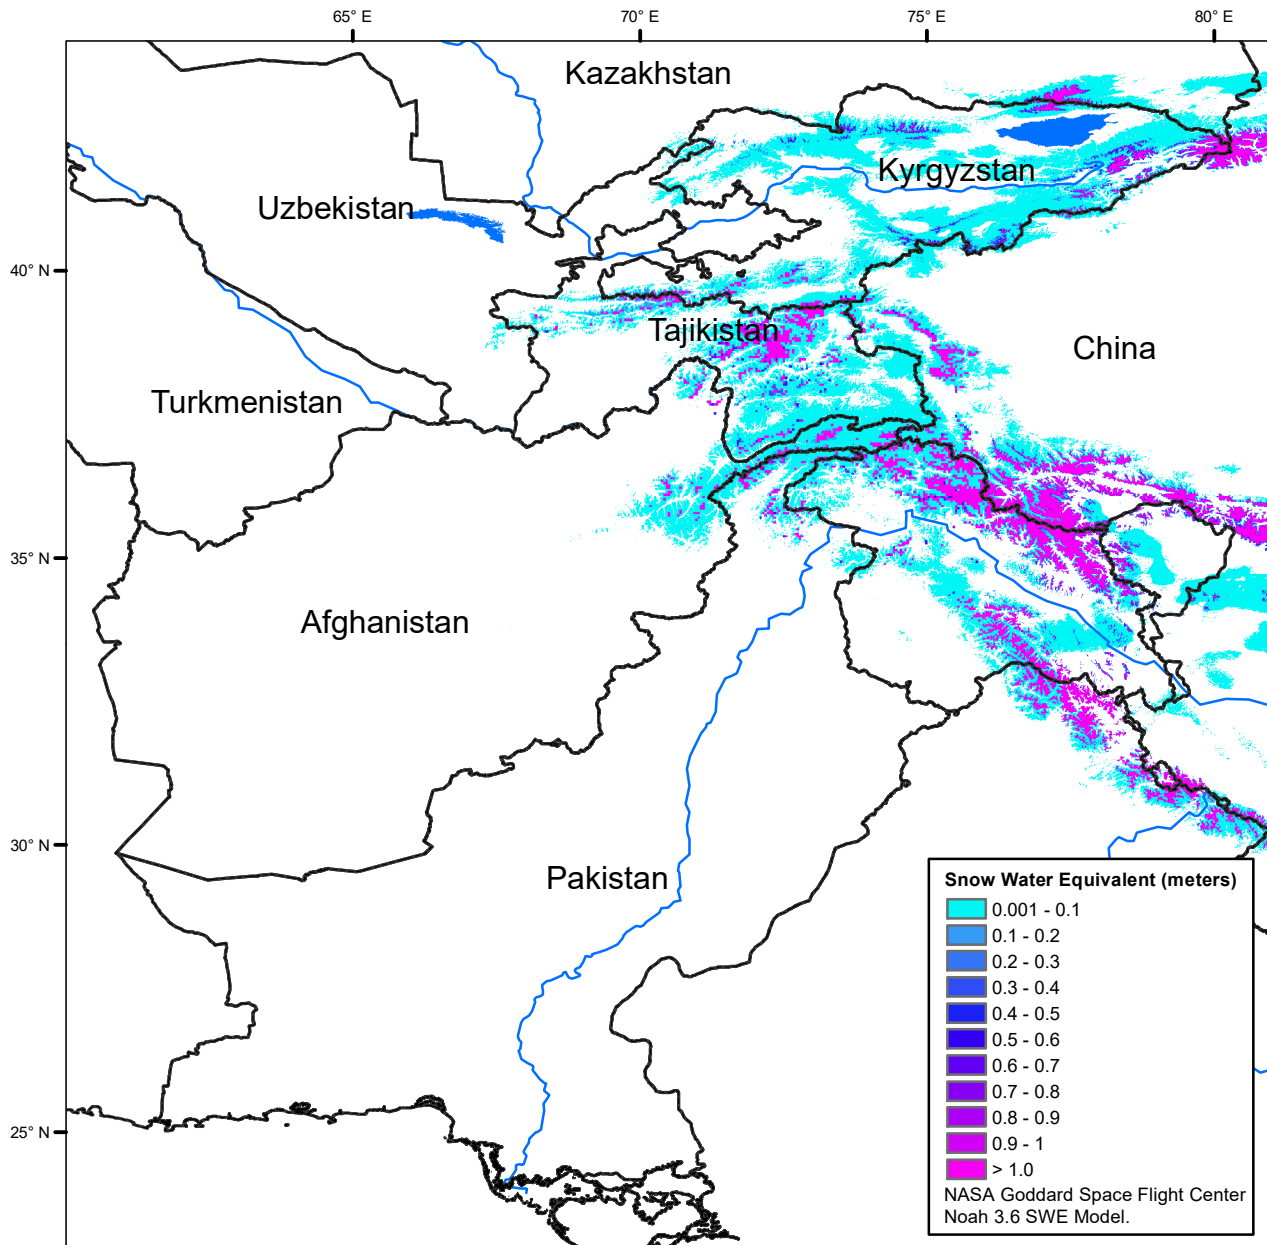 65° E
70° E
75° E
80° E
Kazakhstan
Kyrgyzstan
Uzbekistan
40° N
Tajikistan
China
Turkmenistan
35° N
Afghanistan
30° N
Pakistan
25° N
Snow Water Equivalent (meters)
0.001 - 0.1
0.1 - 0.2
0.2 - 0.3
0.3 - 0.4
0.4 - 0.5
0.5 - 0.6
0.6 - 0.7
0.7 - 0.8
0.8 - 0.9
0.9 - 1
> 1.0
NASA Goddard Space Flight Center
Noah 3.6 SWE Model.